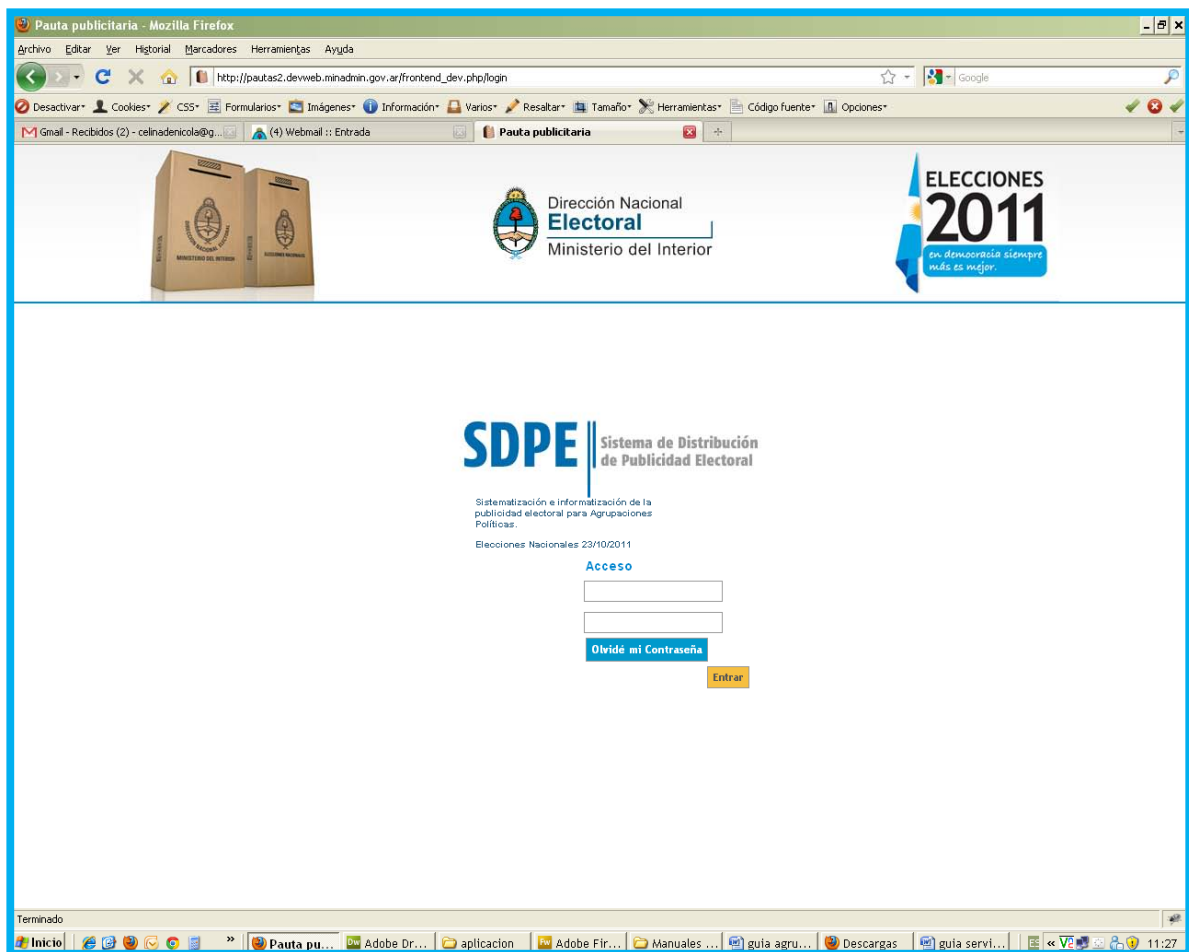 Pauta publicitaria - Mozilla Firefox
Archivo Editar Ver Historial Marcadores Herramientas Ayuda
http://pautas2.devweb.minadmin.gov.ar/frontend_dev.php/login
Google
Desactivar Cookies CSS Formularios Imágenes Información Varios Resaltar Tamaño Herramientas Código fuente Opciones
Gmail - Recibidos (2) - celinadenicola@g... (4) Webmail :: Entrada Pauta publicitaria
MINISTERIO DEL INTERIOR
Dirección Nacional
Electoral
Ministerio del Interior
ELECCIONES
2011
en democracia siempre
más es mejor.
SDPE
Sistema de Distribución
de Publicidad Electoral
Sistematización e informatización de la
publicidad electoral para Agrupaciones
Políticas.
Elecciones Nacionales 23/10/2011
Acceso
Olvidé mi Contraseña
Entrar
Terminado
Inicio » Pauta pu... Adobe Dr... aplicacion Adobe Fir... Manuales ... guia agru... Descargas guia servi... ES « 11:27